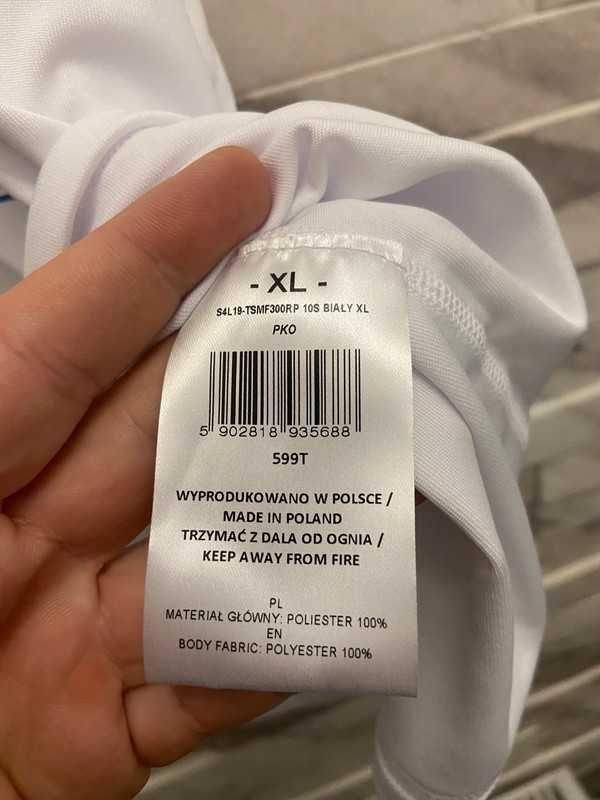 - XL -
S4L19-TSMF300RP 10S BIAŁY XL
PKO
5 902818 935688
599T
WYPRODUKOWANO W POLSCE /
MADE IN POLAND
TRZYMAĆ Z DALA OD OGNIA /
KEEP AWAY FROM FIRE
PL
MATERIAŁ GŁÓWNY: POLIESTER 100%
EN
BODY FABRIC: POLYESTER 100%